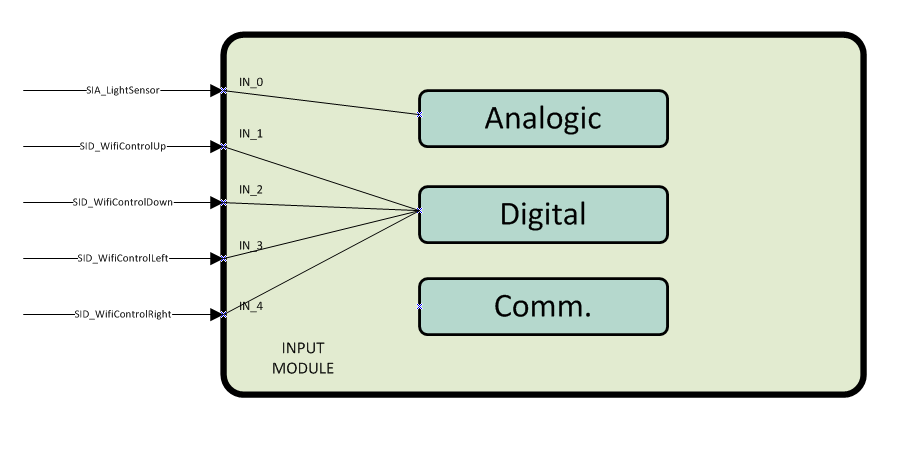 SIA_LightSensor
IN_0
Analogic
SID_WifiControlUp
IN_1
SID_WifiControlDown
IN_2
Digital
SID_WifiControlLeft
IN_3
SID_WifiControlRight
IN_4
Comm.
INPUT
MODULE